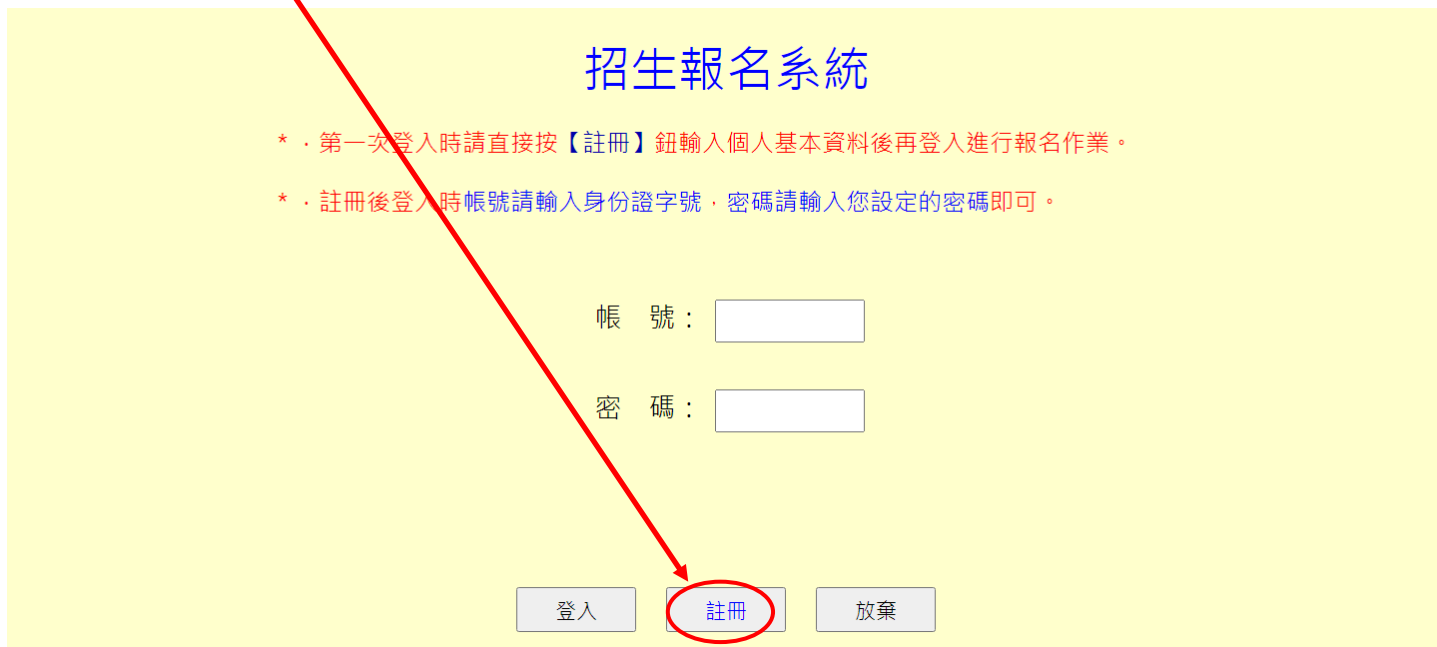 招生報名系統
* ．第一次登入時請直接按【註冊】鈕輸入個人基本資料後再登入進行報名作業。
* ．註冊後登入時帳號請輸入身份證字號，密碼請輸入您設定的密碼即可。
帳　號：
密　碼：
登入　註冊　放棄